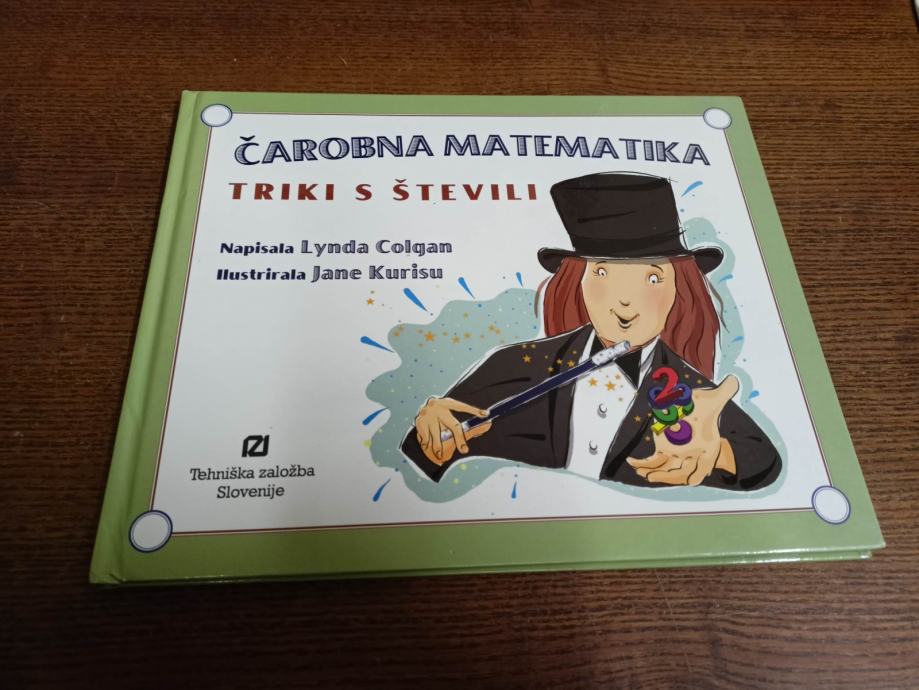 ČAROBNA MATEMATIKA
TRIKI S ŠTEVILI
Napisala Lynda Colgan
Ilustrirala Jane Kurisu
Tehniška založba
Slovenije